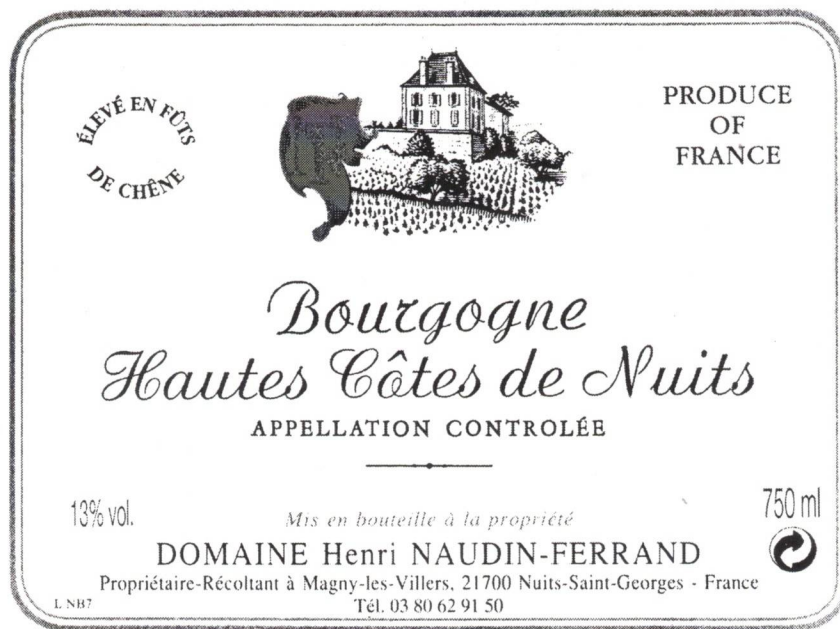 ÉLEVÉ EN FÛTS
DE CHÊNE
PRODUCE
OF
FRANCE
Bourgogne
Hautes Côtes de Nuits
APPELLATION CONTROLÉE
13% vol.
Mis en bouteille à la propriété
750 ml
DOMAINE Henri NAUDIN-FERRAND
Propriétaire-Récoltant à Magny-les-Villers, 21700 Nuits-Saint-Georges - France
L NB7
Tél. 03 80 62 91 50